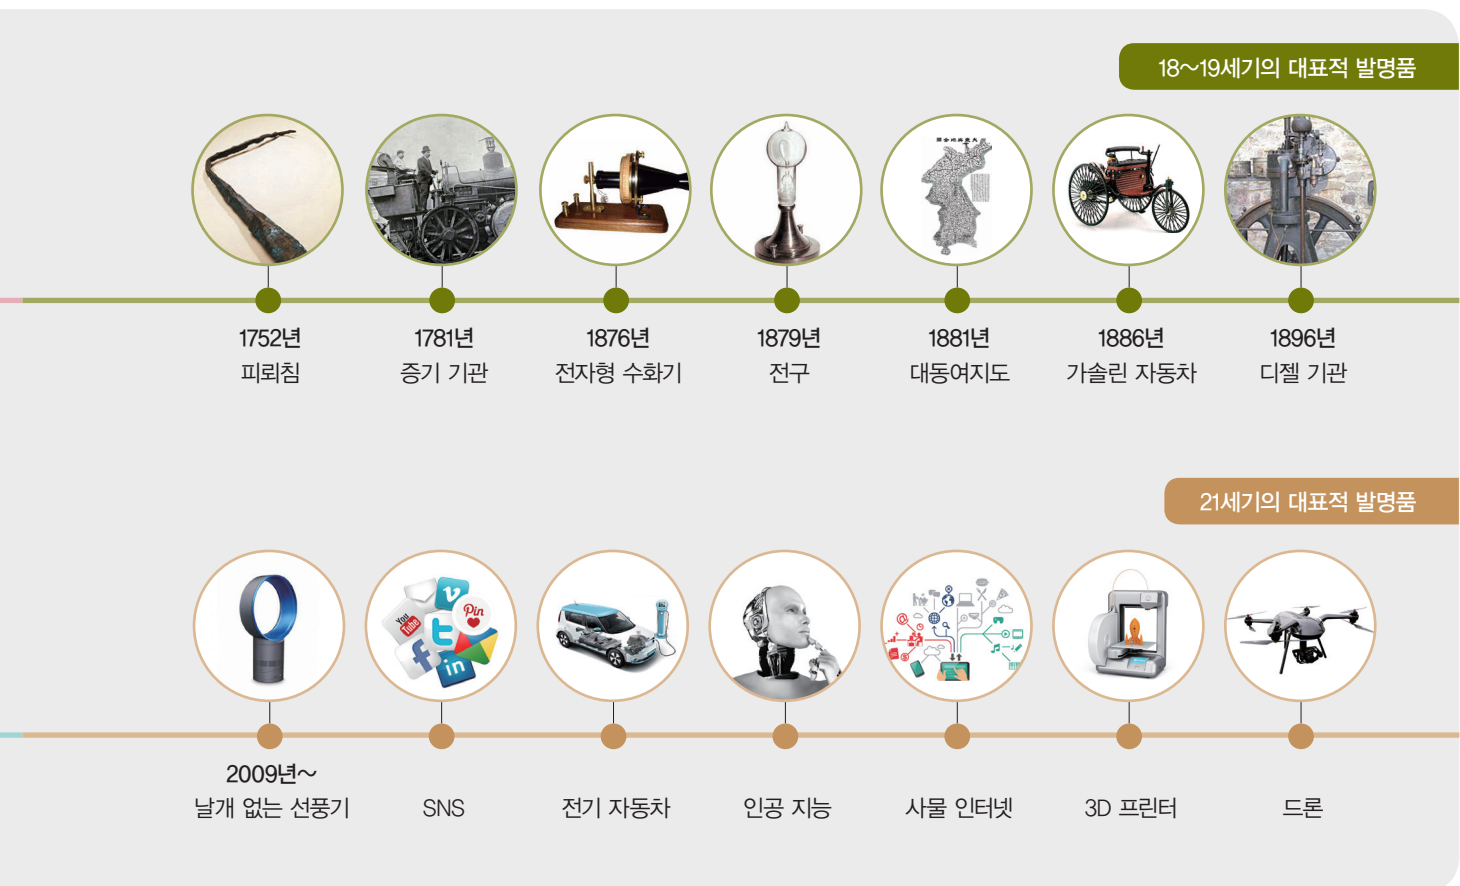 18~19세기의 대표적 발명품
1752년
피뢰침
1781년
증기 기관
1876년
전자형 수화기
1879년
전구
1881년
대동여지도
1886년
가솔린 자동차
1896년
디젤 기관
21세기의 대표적 발명품
You
Tube
Pin
in
2009년~
날개 없는 선풍기
SNS
전기 자동차
인공 지능
사물 인터넷
3D 프린터
드론